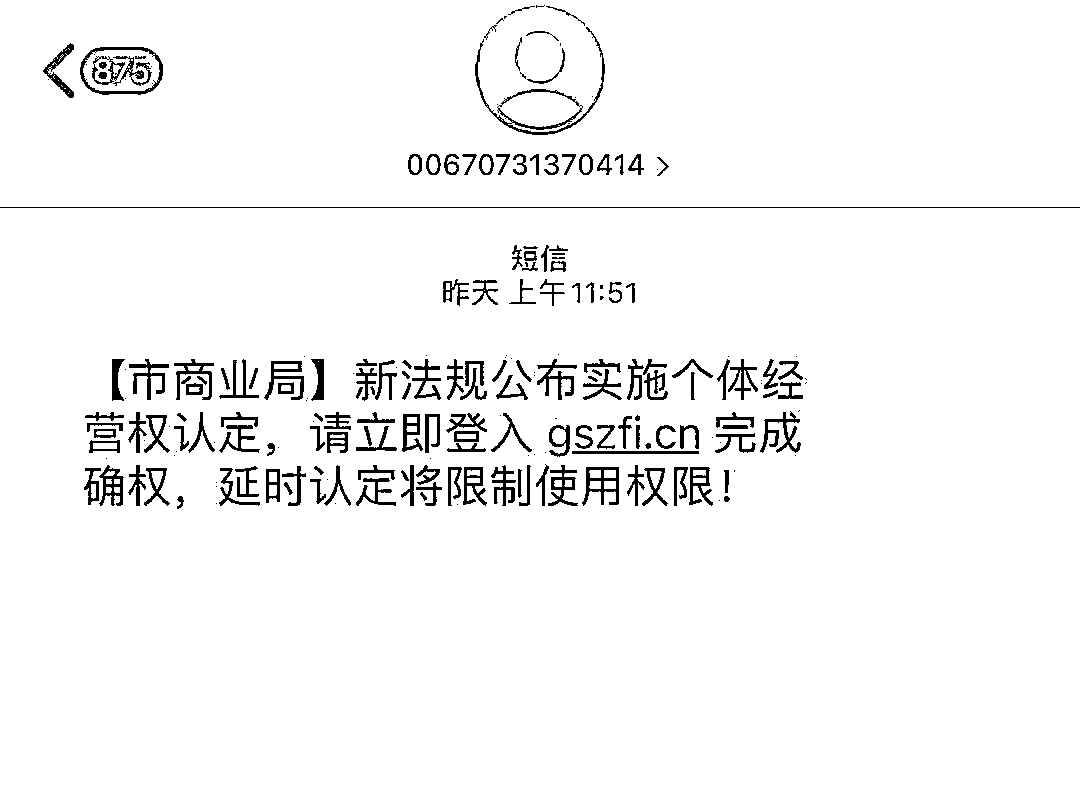 875
00670731370414 >
短信
昨天 上午11:51
【市商业局】新法规公布实施个体经
营权认定，请立即登入 gszfi.cn 完成
确权，延时认定将限制使用权限！